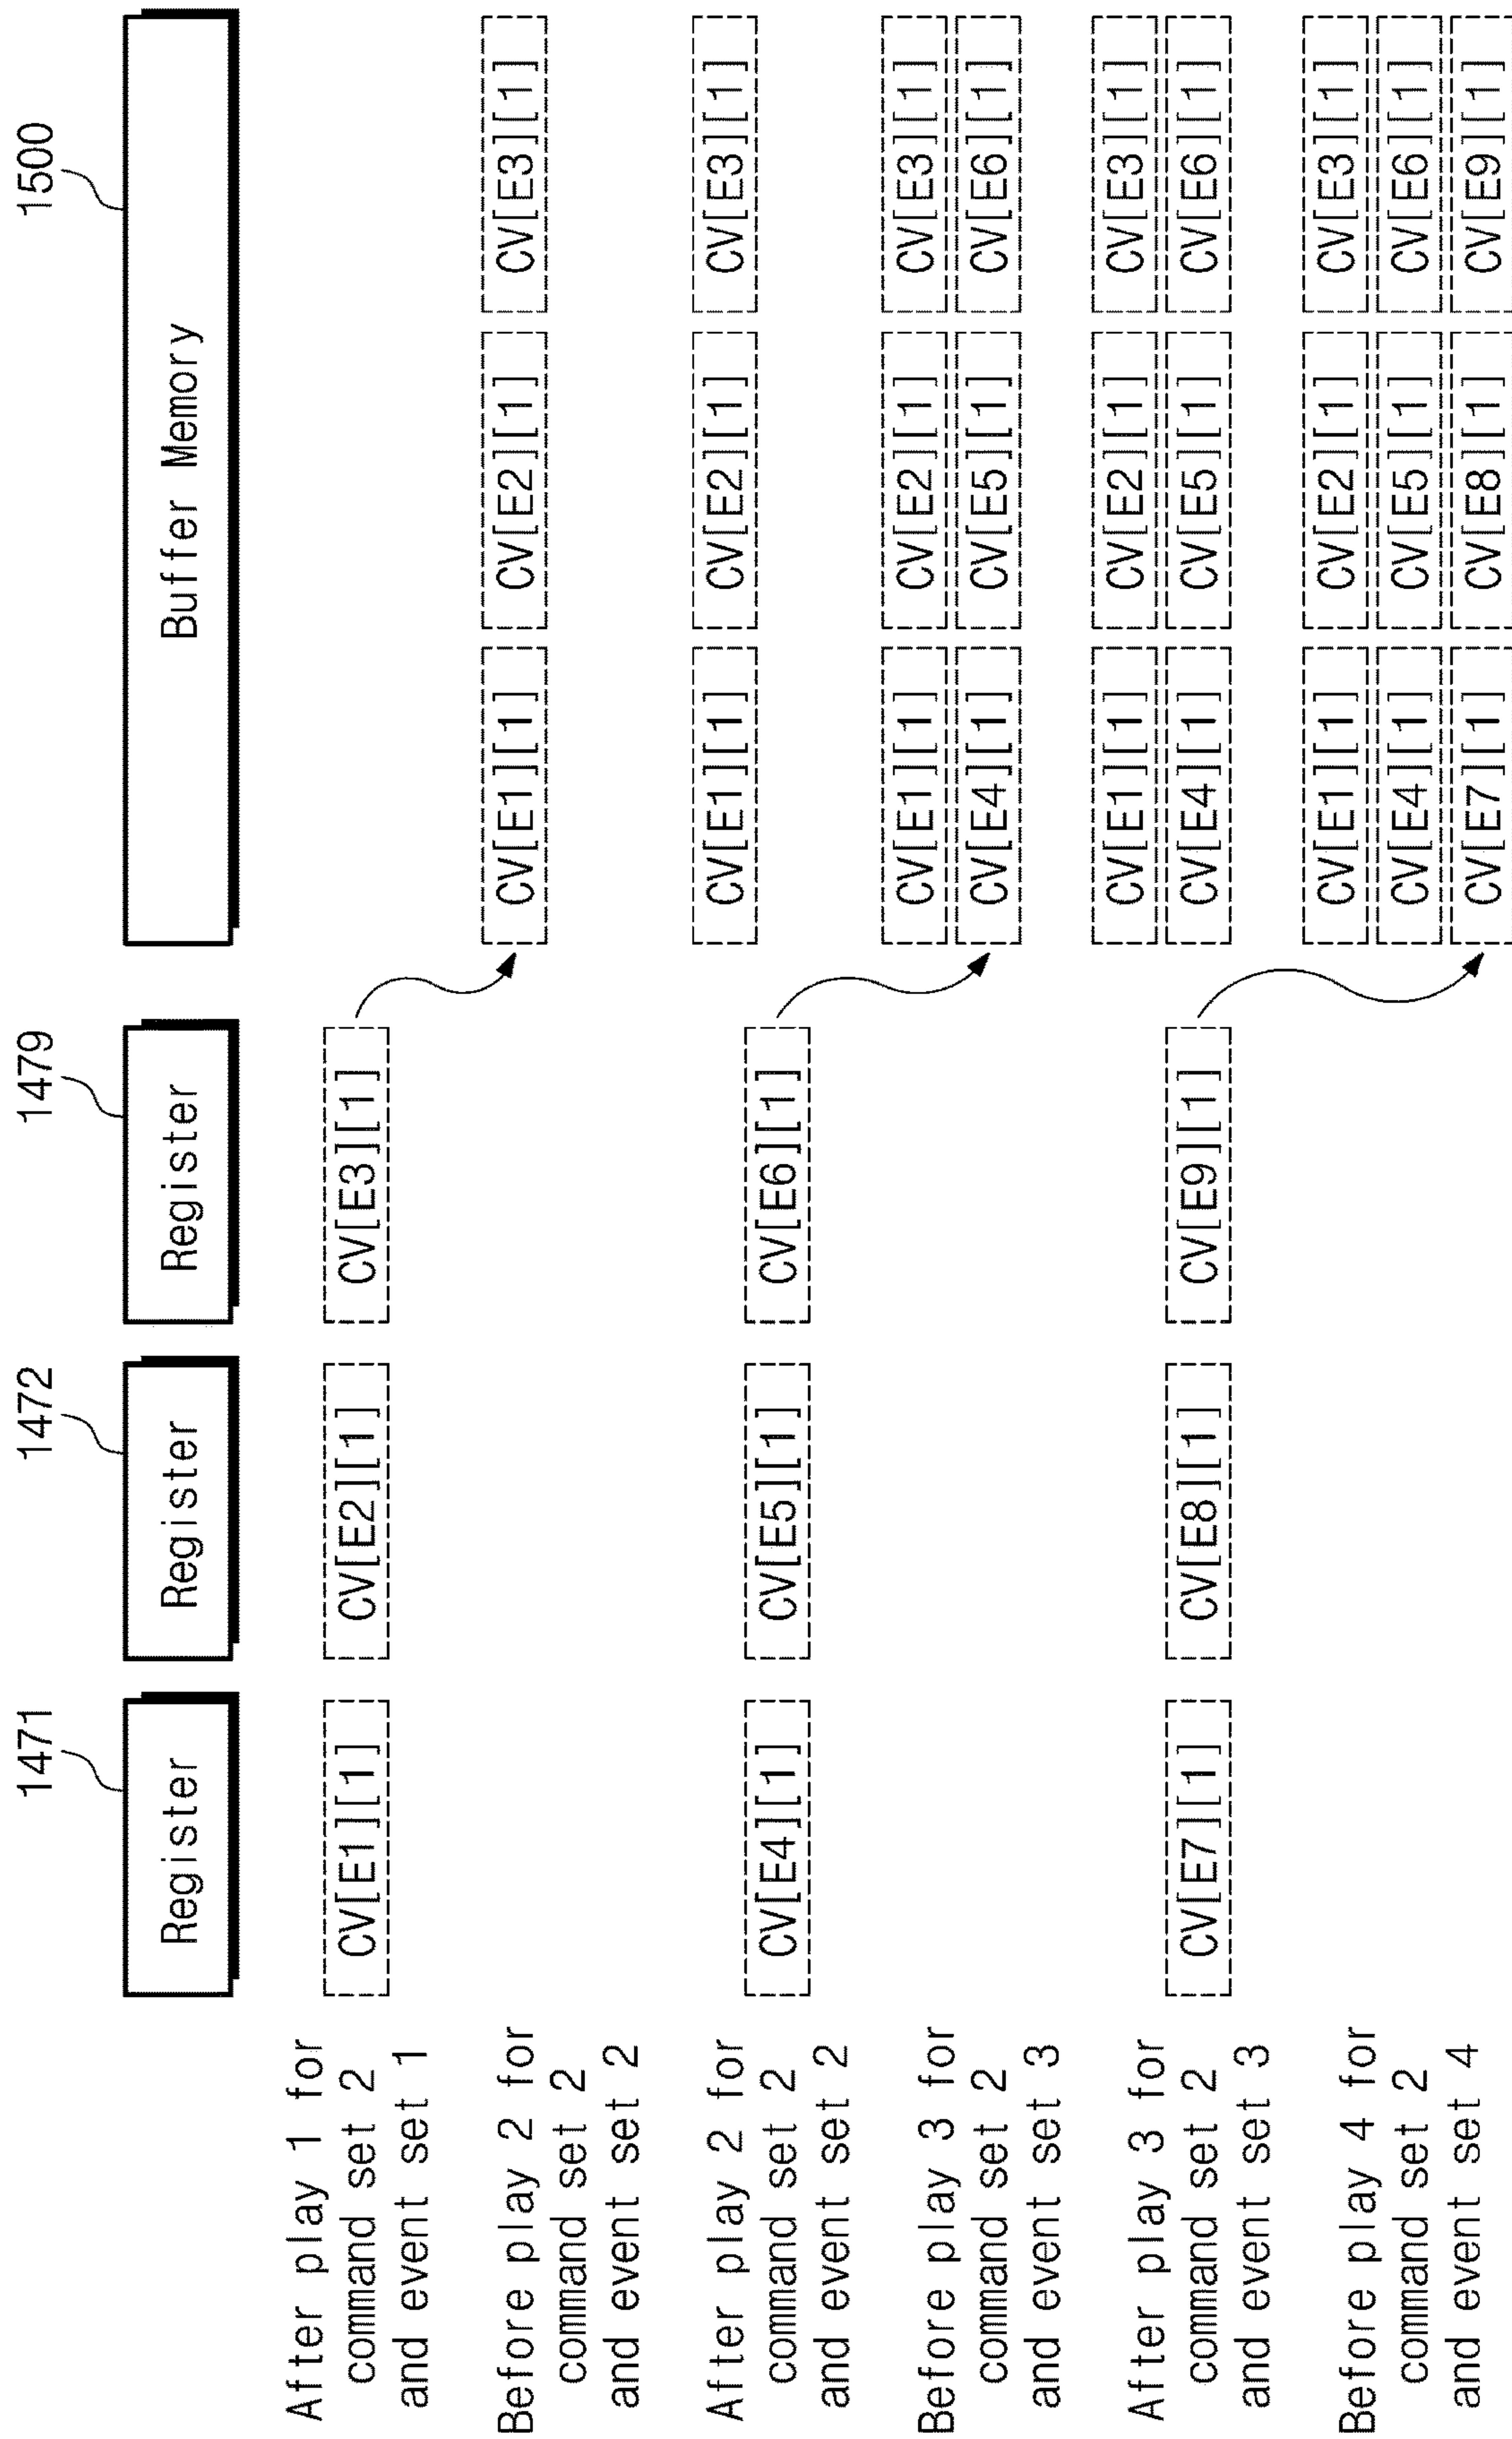 1471
1472
1479
1500
Register
Register
Register
Buffer Memory
After play 1 for
command set 2
and event set 1
CV[E1][1]
CV[E2][1]
CV[E3][1]
Before play 2 for
command set 2
and event set 2
CV[E1][1]
CV[E2][1]
CV[E3][1]
After play 2 for
command set 2
and event set 2
CV[E4][1]
CV[E5][1]
CV[E6][1]
CV[E1][1]
CV[E2][1]
CV[E3][1]
Before play 3 for
command set 2
and event set 3
CV[E1][1]
CV[E2][1]
CV[E3][1]
CV[E4][1]
CV[E5][1]
CV[E6][1]
After play 3 for
command set 2
and event set 3
CV[E7][1]
CV[E8][1]
CV[E9][1]
CV[E1][1]
CV[E2][1]
CV[E3][1]
CV[E4][1]
CV[E5][1]
CV[E6][1]
Before play 4 for
command set 2
and event set 4
CV[E1][1]
CV[E2][1]
CV[E3][1]
CV[E4][1]
CV[E5][1]
CV[E6][1]
CV[E7][1]
CV[E8][1]
CV[E9][1]